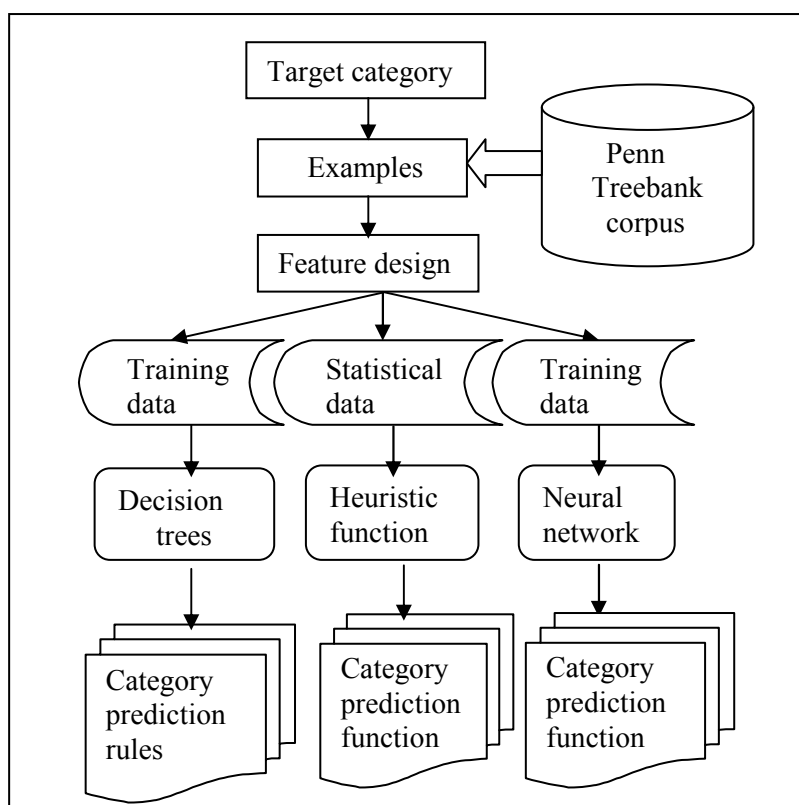 Target category
Examples
Penn
Treebank
corpus
Feature design
Training
data
Statistical
data
Training
data
Decision
trees
Heuristic
function
Neural
network
Category
prediction
rules
Category
prediction
function
Category
prediction
function